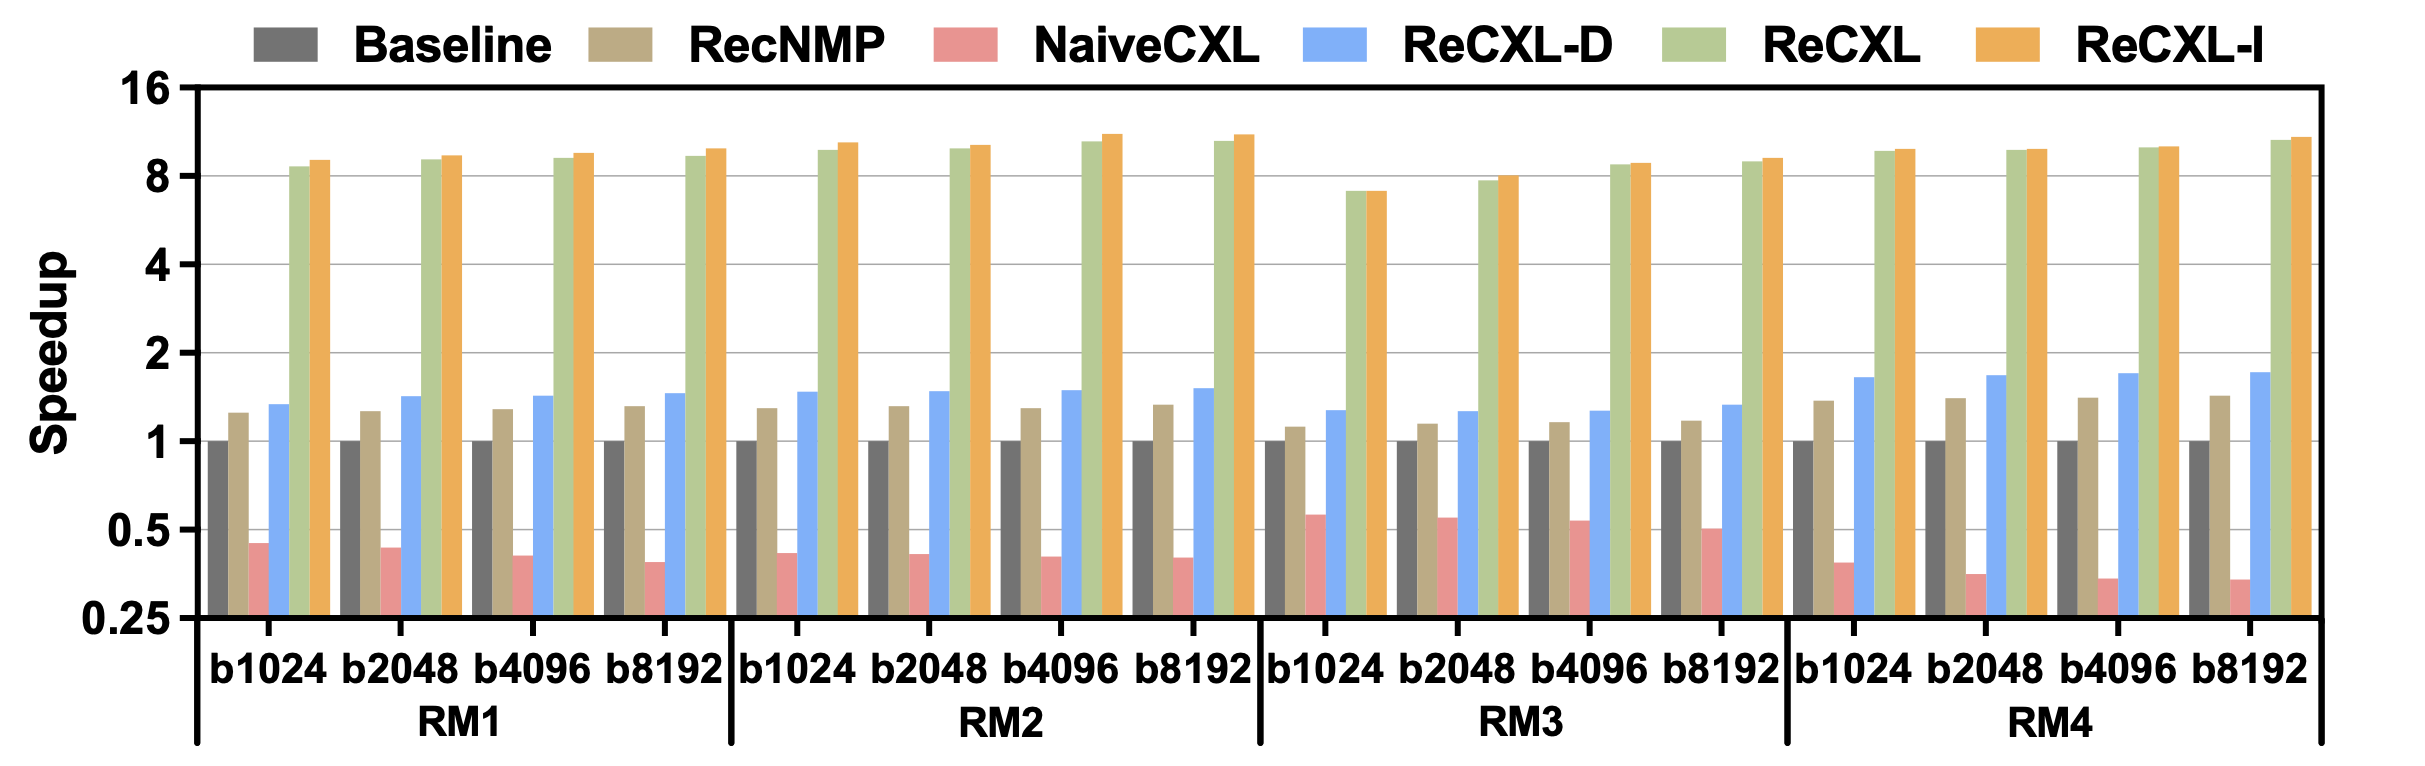 Baseline RecNMP NaiveCXL ReCXL-D ReCXL ReCXL-I
16
8
4
2
1
0.5
0.25
Speedup
b1024 b2048 b4096 b8192 b1024 b2048 b4096 b8192 b1024 b2048 b4096 b8192 b1024 b2048 b4096 b8192
RM1 RM2 RM3 RM4